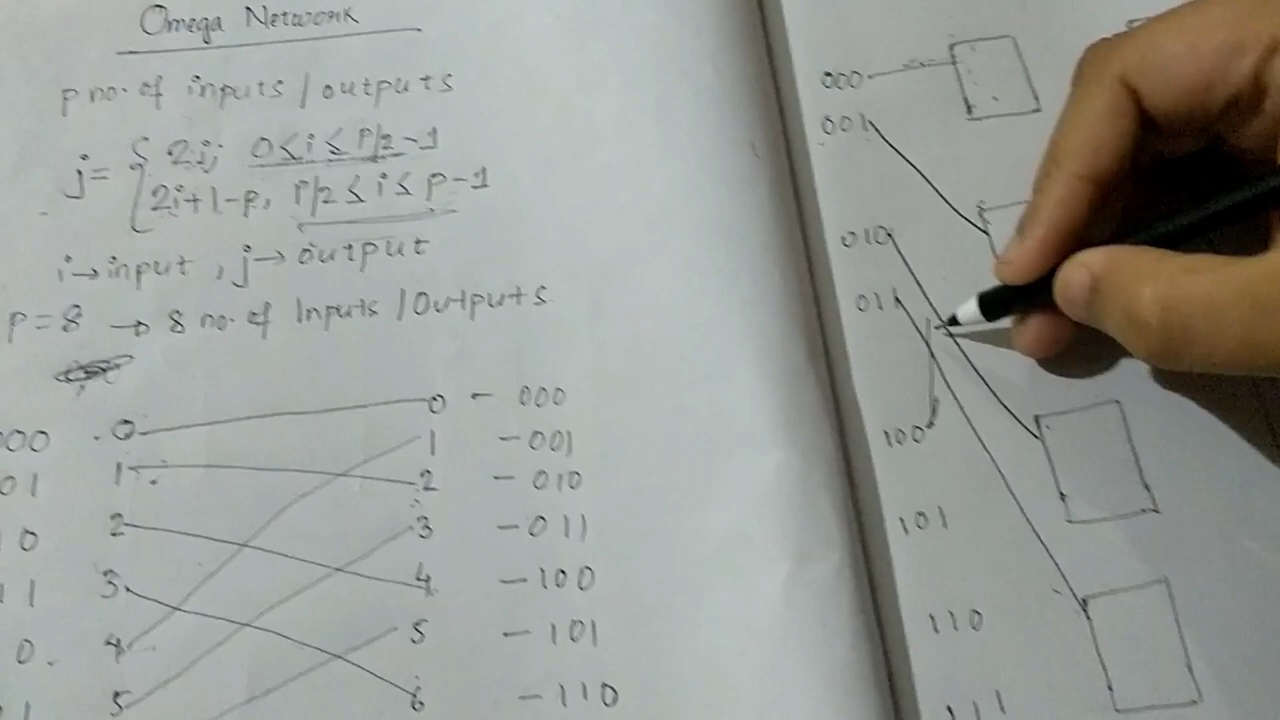 Omega Network
p no. of inputs / outputs
j = { 2i, 0 ≤ i ≤ P/2 - 1
2i+1-p, P/2 ≤ i ≤ p-1
i → input, j → output
p = 8 → 8 no. of Inputs / Outputs
000 0 0 - 000
01 1 1 - 001
10 2 2 - 010
11 3 3 - 011
0 4 4 - 100
1 5 5 - 101
6 - 110
000
001
010
011
100
101
110
111